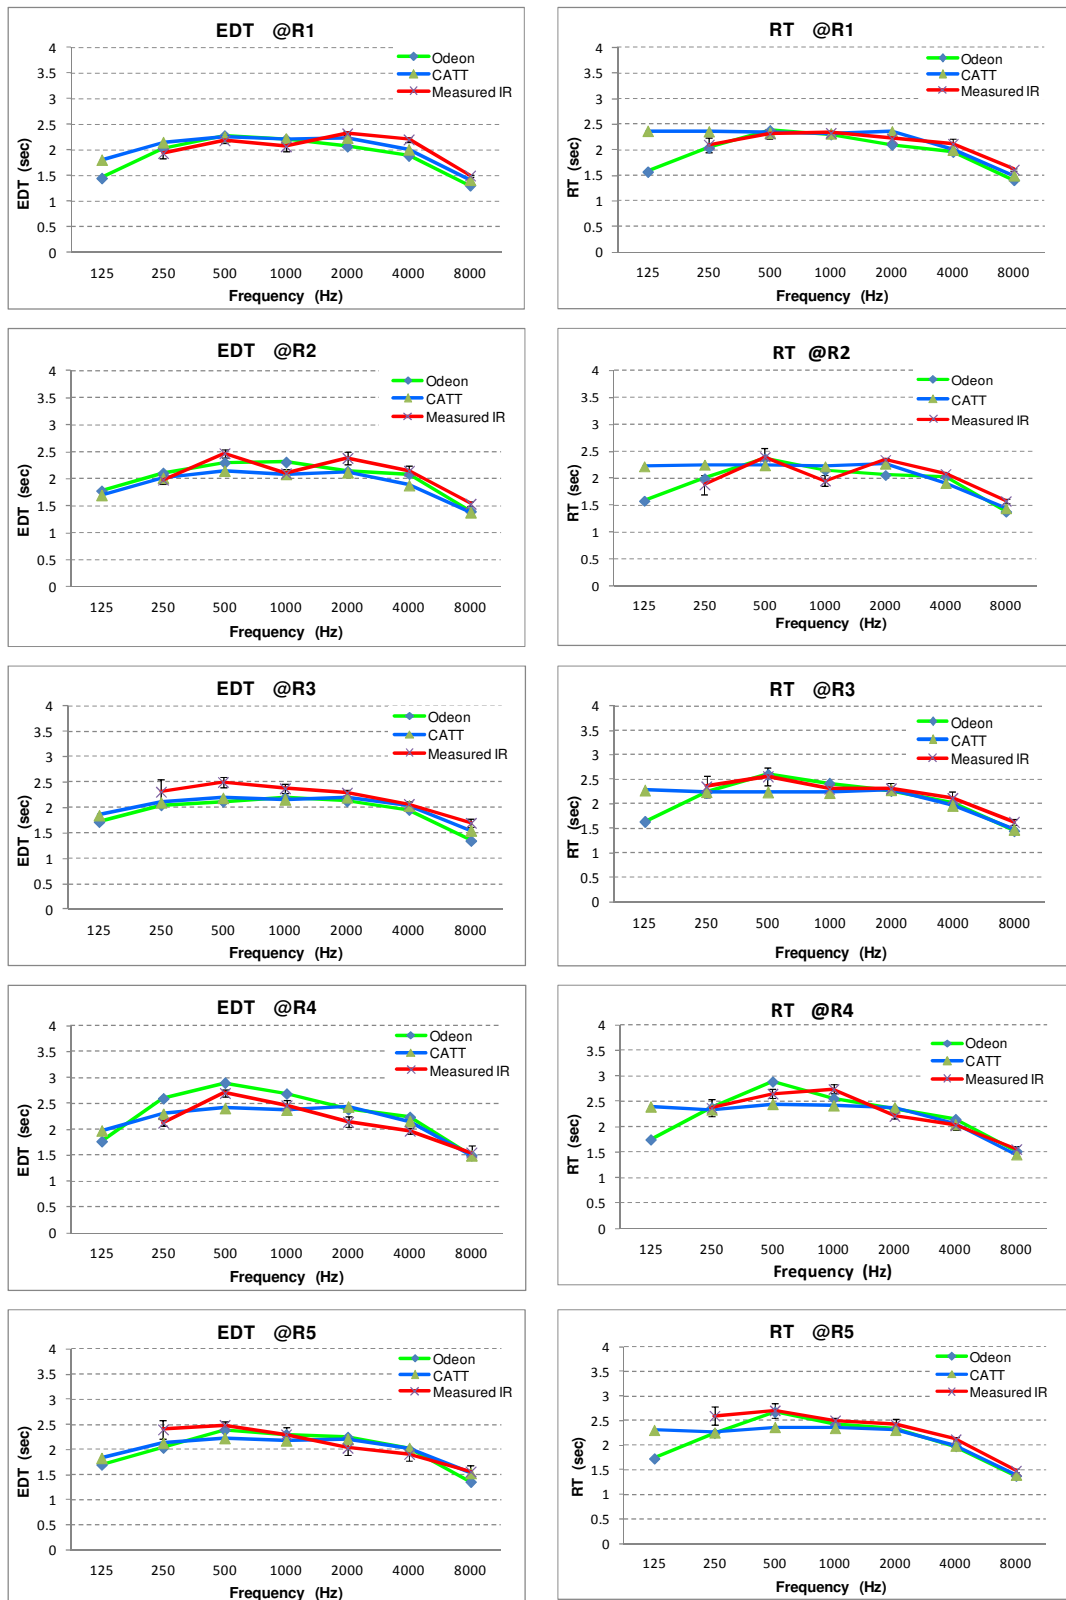 EDT @R1
4
3.5
3
2.5
2
1.5
1
0.5
0
EDT (sec)
Odeon
CATT
Measured IR
125 250 500 1000 2000 4000 8000
Frequency (Hz)
RT @R1
4
3.5
3
2.5
2
1.5
1
0.5
0
RT (sec)
Odeon
CATT
Measured IR
125 250 500 1000 2000 4000 8000
Frequency (Hz)
EDT @R2
4
3.5
3
2.5
2
1.5
1
0.5
0
EDT (sec)
Odeon
CATT
Measured IR
125 250 500 1000 2000 4000 8000
Frequency (Hz)
RT @R2
4
3.5
3
2.5
2
1.5
1
0.5
0
RT (sec)
Odeon
CATT
Measured IR
125 250 500 1000 2000 4000 8000
Frequency (Hz)
EDT @R3
4
3.5
3
2.5
2
1.5
1
0.5
0
EDT (sec)
Odeon
CATT
Measured IR
125 250 500 1000 2000 4000 8000
Frequency (Hz)
RT @R3
4
3.5
3
2.5
2
1.5
1
0.5
0
RT (sec)
Odeon
CATT
Measured IR
125 250 500 1000 2000 4000 8000
Frequency (Hz)
EDT @R4
4
3.5
3
2.5
2
1.5
1
0.5
0
EDT (sec)
Odeon
CATT
Measured IR
125 250 500 1000 2000 4000 8000
Frequency (Hz)
RT @R4
4
3.5
3
2.5
2
1.5
1
0.5
0
RT (sec)
Odeon
CATT
Measured IR
125 250 500 1000 2000 4000 8000
Frequency (Hz)
EDT @R5
4
3.5
3
2.5
2
1.5
1
0.5
0
EDT (sec)
Odeon
CATT
Measured IR
125 250 500 1000 2000 4000 8000
Frequency (Hz)
RT @R5
4
3.5
3
2.5
2
1.5
1
0.5
0
RT (sec)
Odeon
CATT
Measured IR
125 250 500 1000 2000 4000 8000
Frequency (Hz)